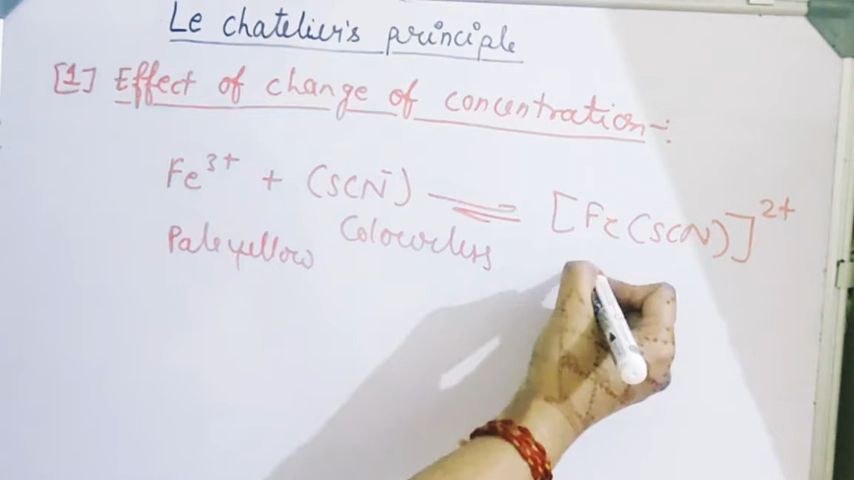 Le chatelier's principle
[1] Effect of change of concentration-:
Fe³⁺ + (SCN⁻) ⇌ [Fe(SCN)]²⁺
Pale yellow Colourless